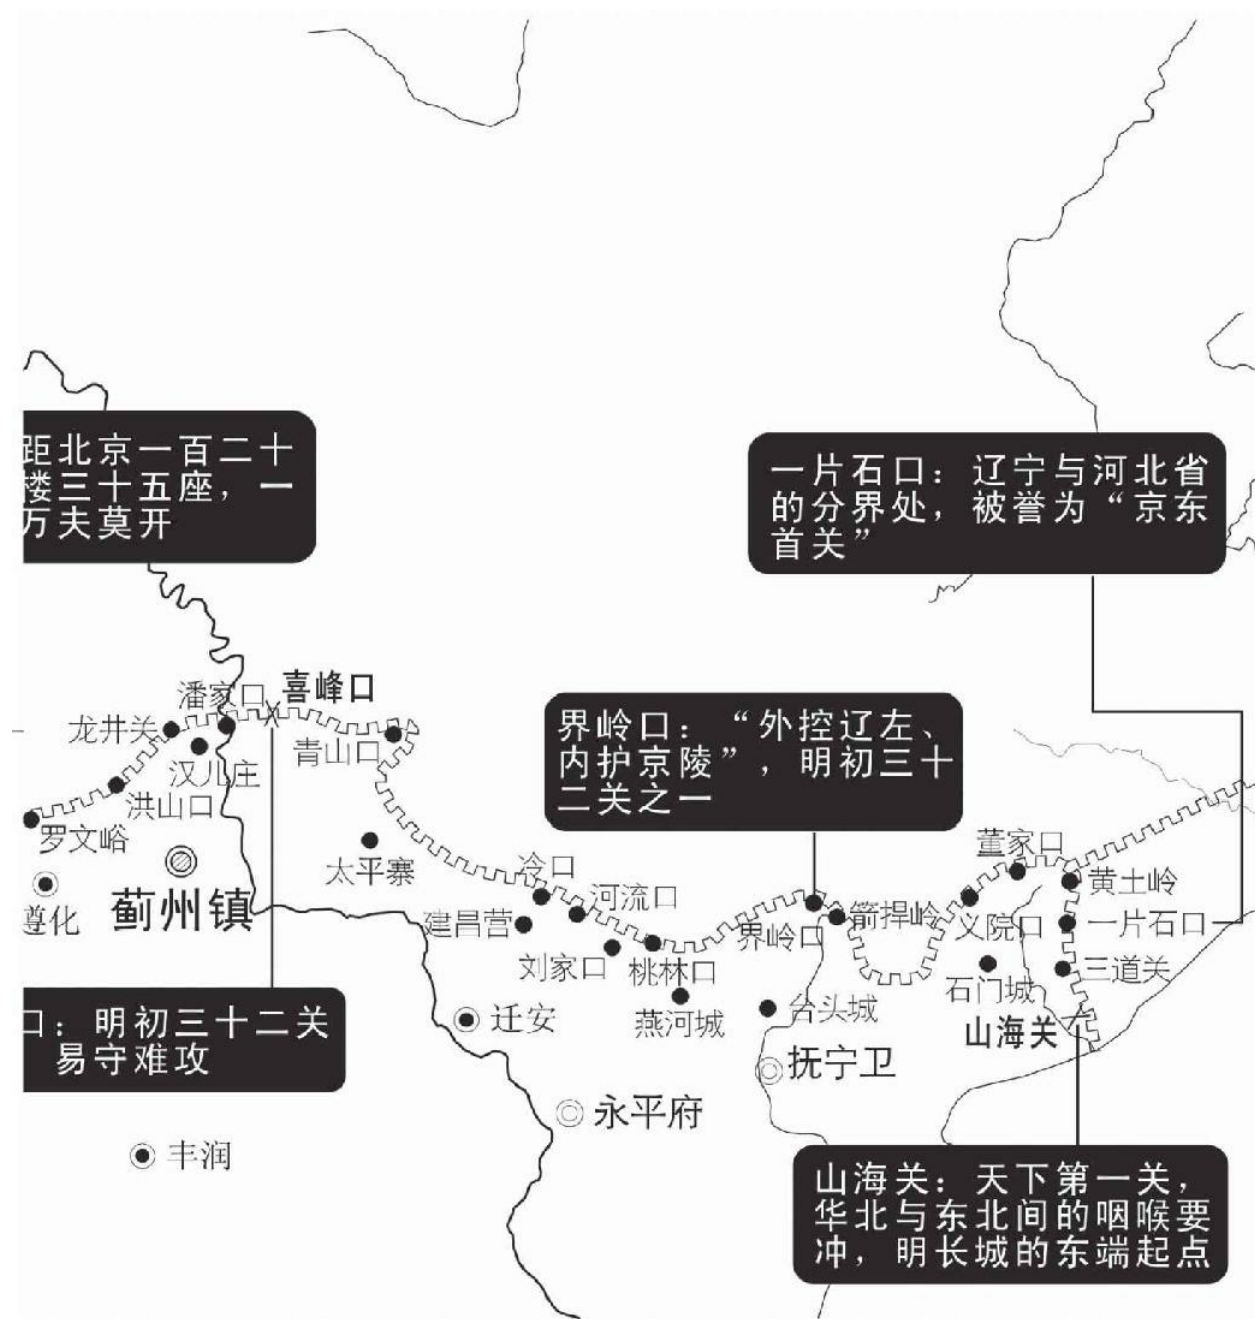 距北京一百二十
楼三十五座，一
万夫莫开
一片石口：辽宁与河北省
的分界处，被誉为“京东
首关”
潘家口
喜峰口
龙井关
青山口
汉儿庄
洪山口
罗文峪
遵化
蓟州镇
太平寨
界岭口：“外控辽左、
内护京陵”，明初三十
二关之一
冷口
河流口
建昌营
刘家口
桃林口
燕河城
界岭口
箭捍岭
董家口
黄土岭
义院口
一片石口
石门城
三道关
山海关
台头城
抚宁卫
迁安
永平府
口：明初三十二关
易守难攻
丰润
山海关：天下第一关，
华北与东北间的咽喉要
冲，明长城的东端起点